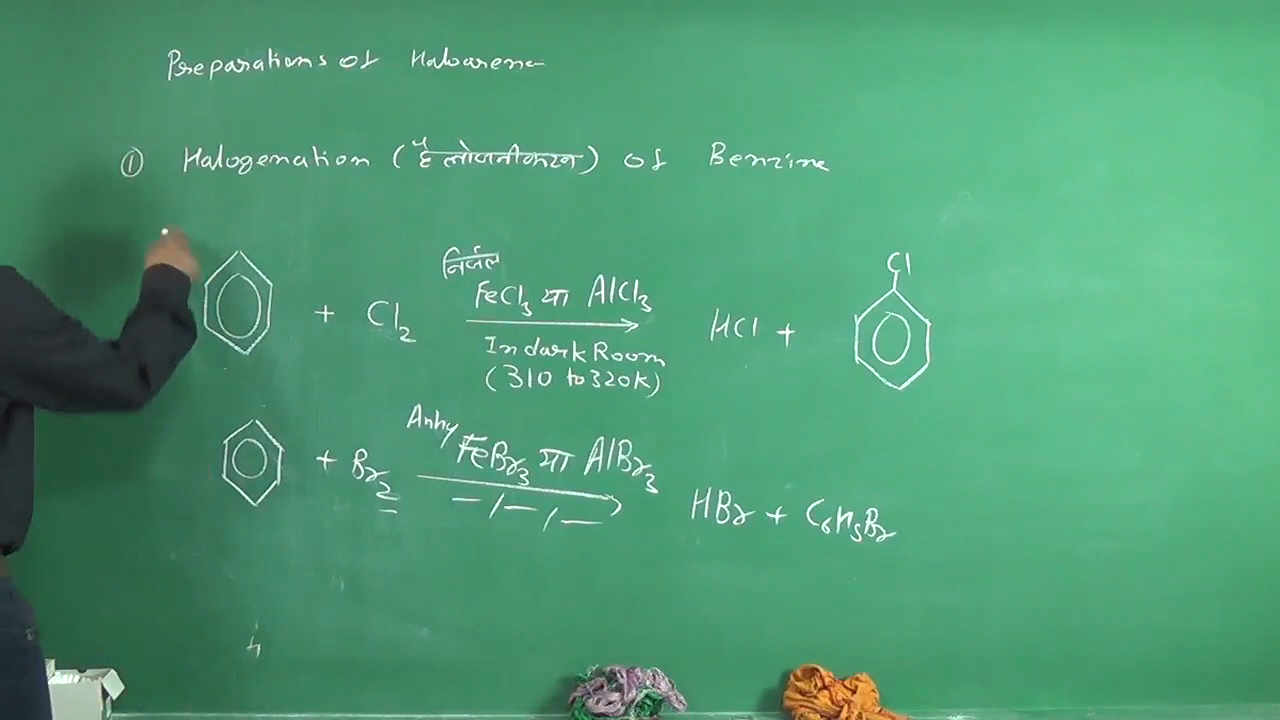 Preparations of Haloarene
① Halogenation (हैलोजनीकरण) of Benzine
निर्जल
Cl
FeCl₃ या AlCl₃
+ Cl₂ → HCl +
In dark Room
(310 to 320K)
Anhy
FeBr₃ या AlBr₃
+ Br₂ → HBr + C₆H₅Br
—/—/—